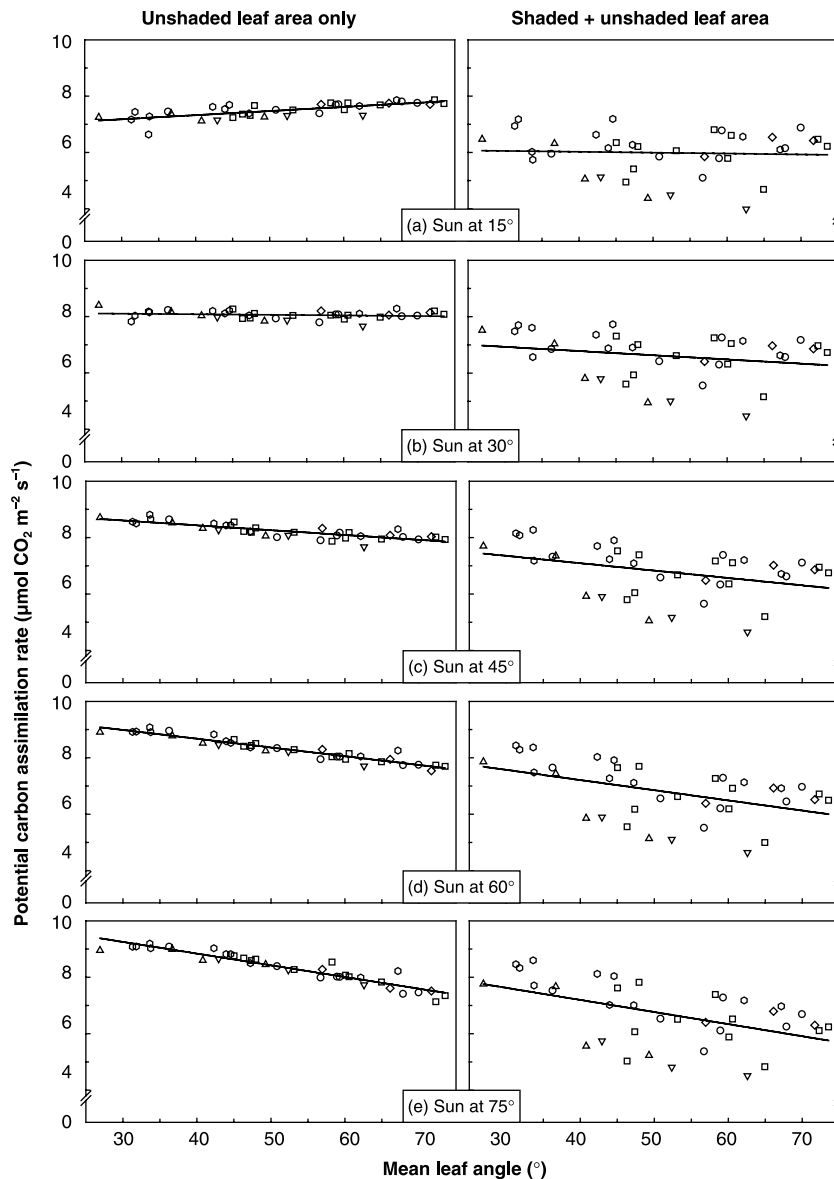 Unshaded leaf area only
Shaded + unshaded leaf area
Potential carbon assimilation rate (µmol CO₂ m⁻² s⁻¹)
10
8
6
4
0
(a) Sun at 15°
10
8
6
4
0
(b) Sun at 30°
10
8
6
4
0
(c) Sun at 45°
10
8
6
4
0
(d) Sun at 60°
10
8
6
4
0
(e) Sun at 75°
30 40 50 60 70 30 40 50 60 70
Mean leaf angle (°)